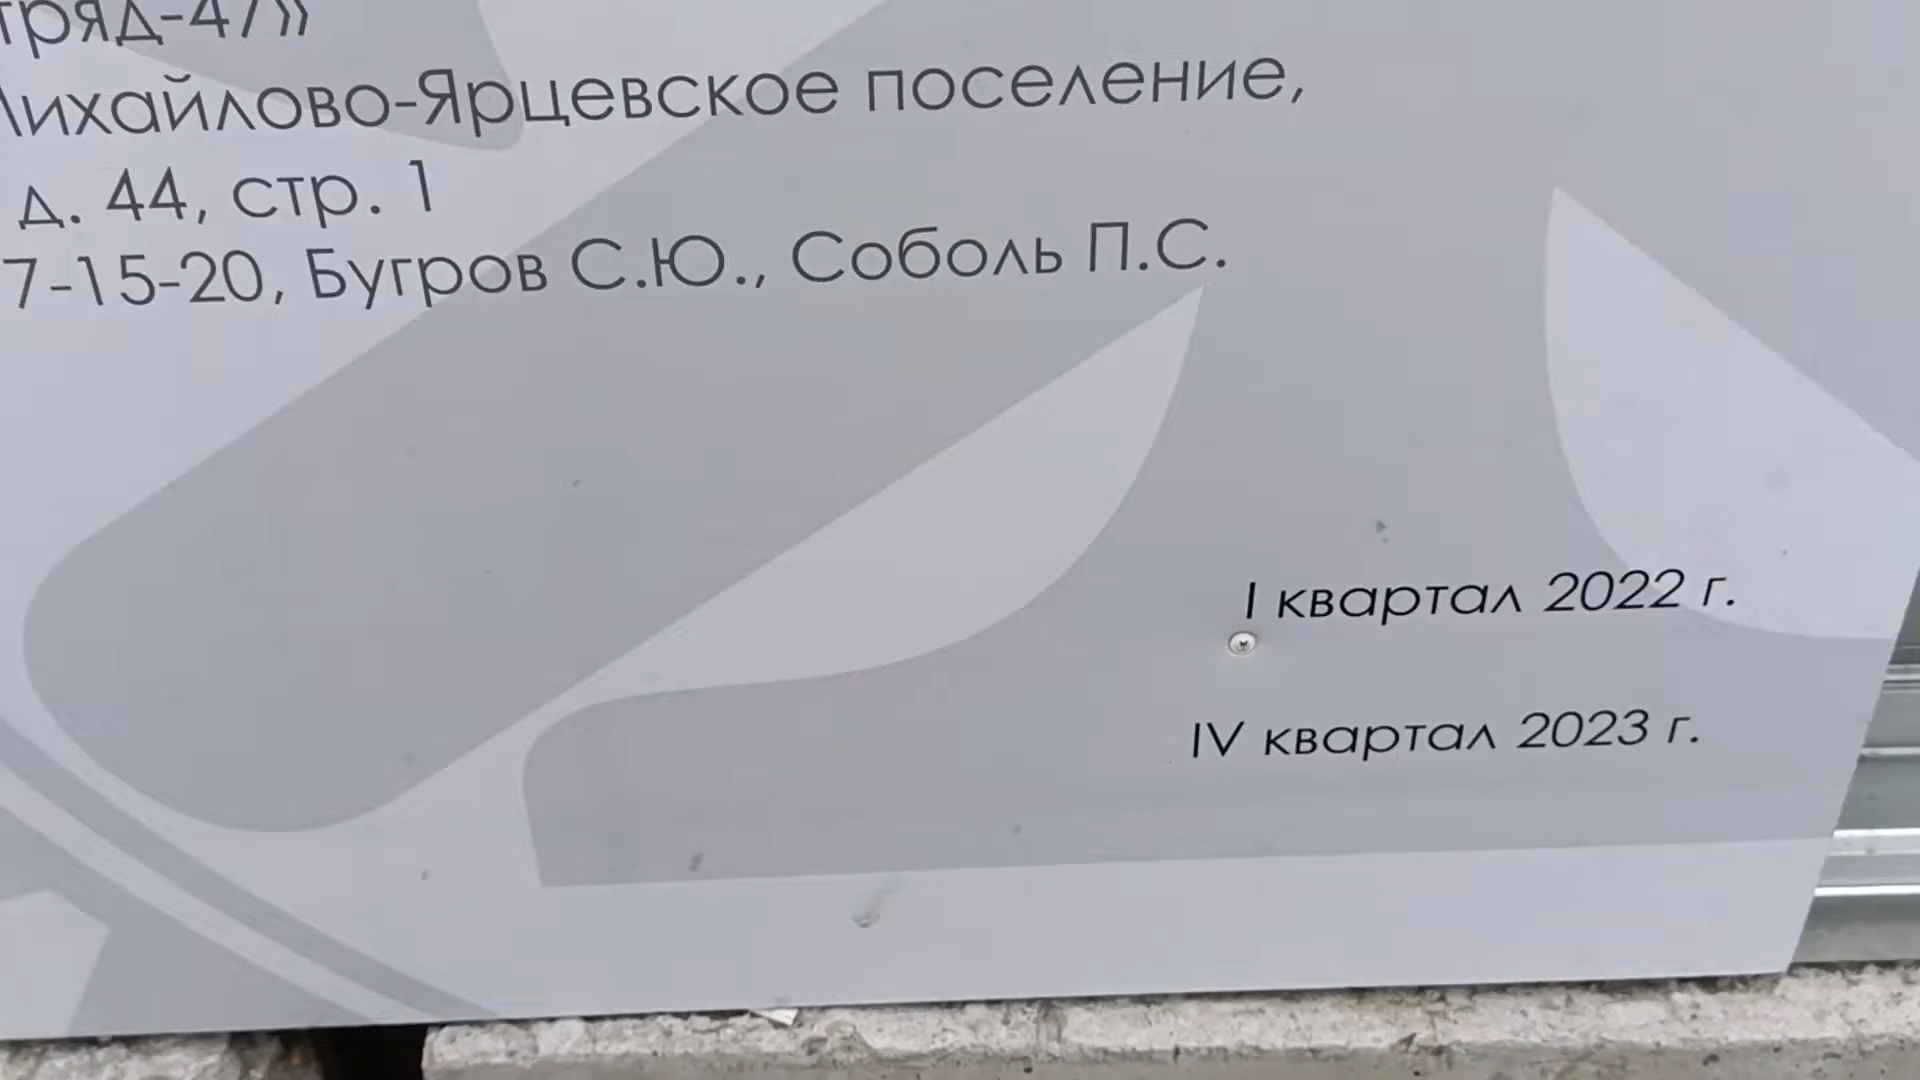 тряд-47»
Михайлово-Ярцевское поселение,
д. 44, стр. 1
7-15-20, Бугров С.Ю., Соболь П.С.
I квартал 2022 г.
IV квартал 2023 г.